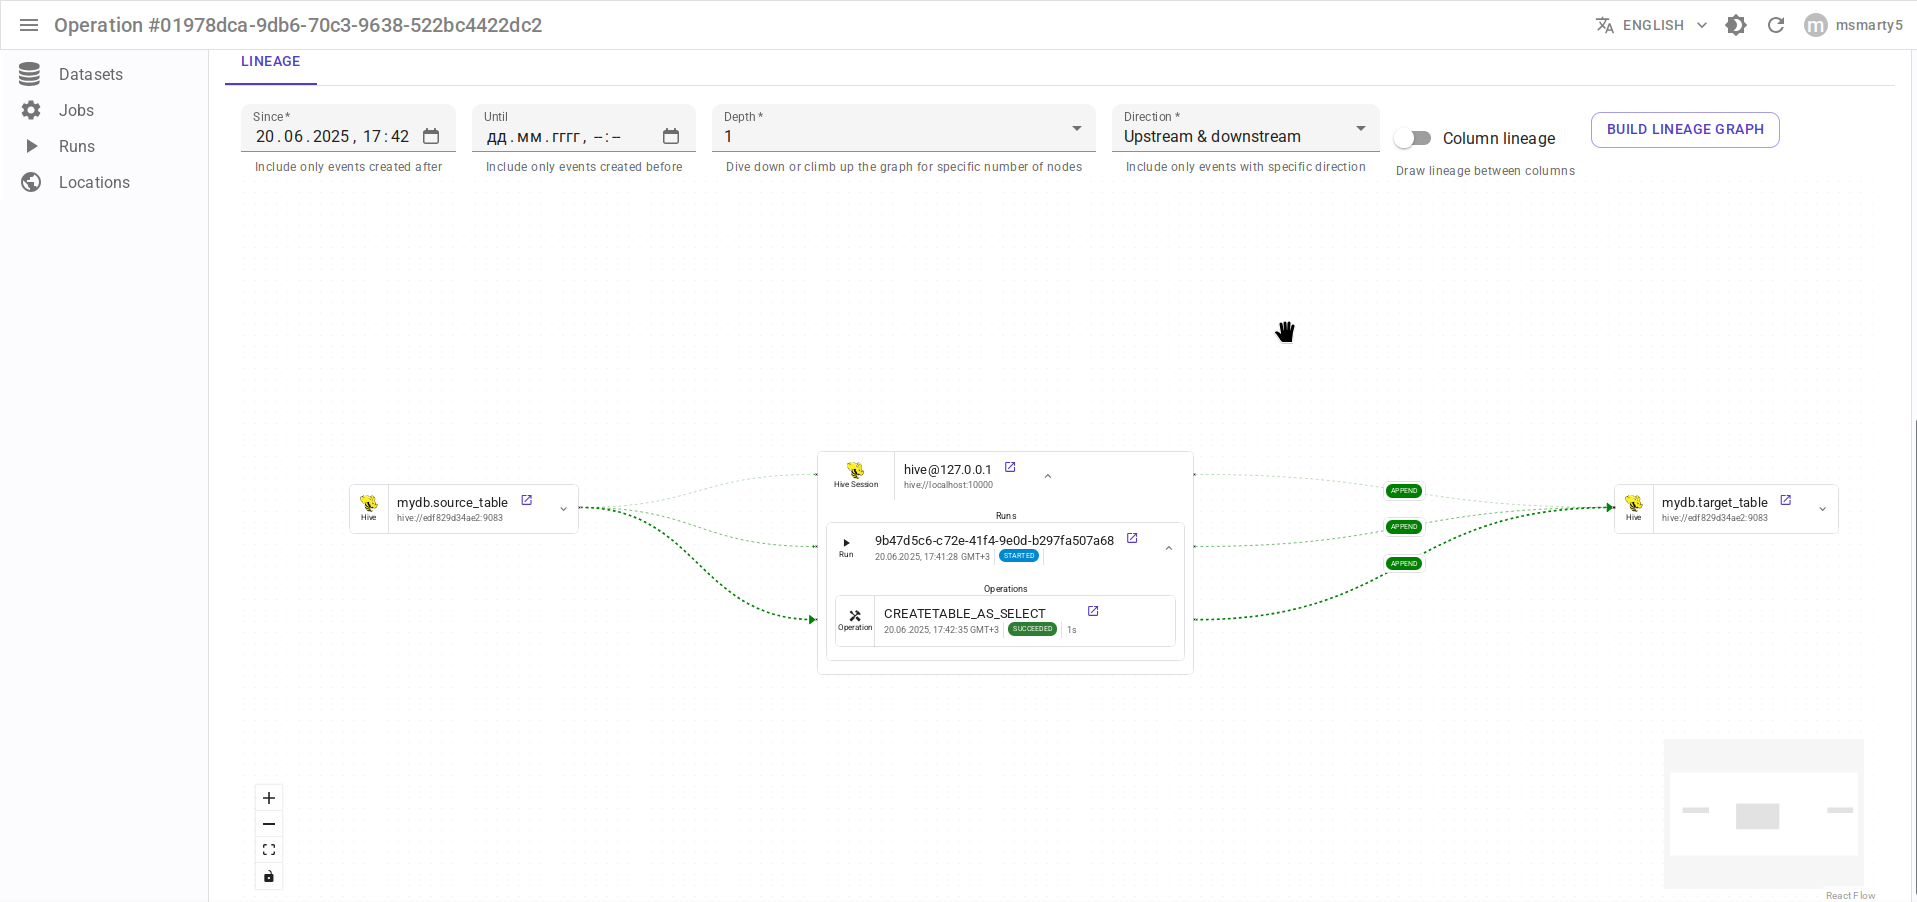 Operation #01978dca-9db6-70c3-9638-522bc4422dc2
ENGLISH
m
msmarty5
Datasets
Jobs
Runs
Locations
LINEAGE
Since *
20.06.2025, 17:42
Include only events created after
Until
дд.мм.гггг, --:--
Include only events created before
Depth *
1
Dive down or climb up the graph for specific number of nodes
Direction *
Upstream & downstream
Include only events with specific direction
Column lineage
Draw lineage between columns
BUILD LINEAGE GRAPH
Hive
mydb.source_table
hive://edf829d34ae2:9083
Hive Session
hive@127.0.0.1
hive://localhost:10000
Runs
Run
9b47d5c6-c72e-41f4-9e0d-b297fa507a68
20.06.2025, 17:41:28 GMT+3
STARTED
Operations
Operation
CREATETABLE_AS_SELECT
20.06.2025, 17:42:35 GMT+3
SUCCEEDED
1s
APPEND
APPEND
APPEND
Hive
mydb.target_table
hive://edf829d34ae2:9083
React Flow